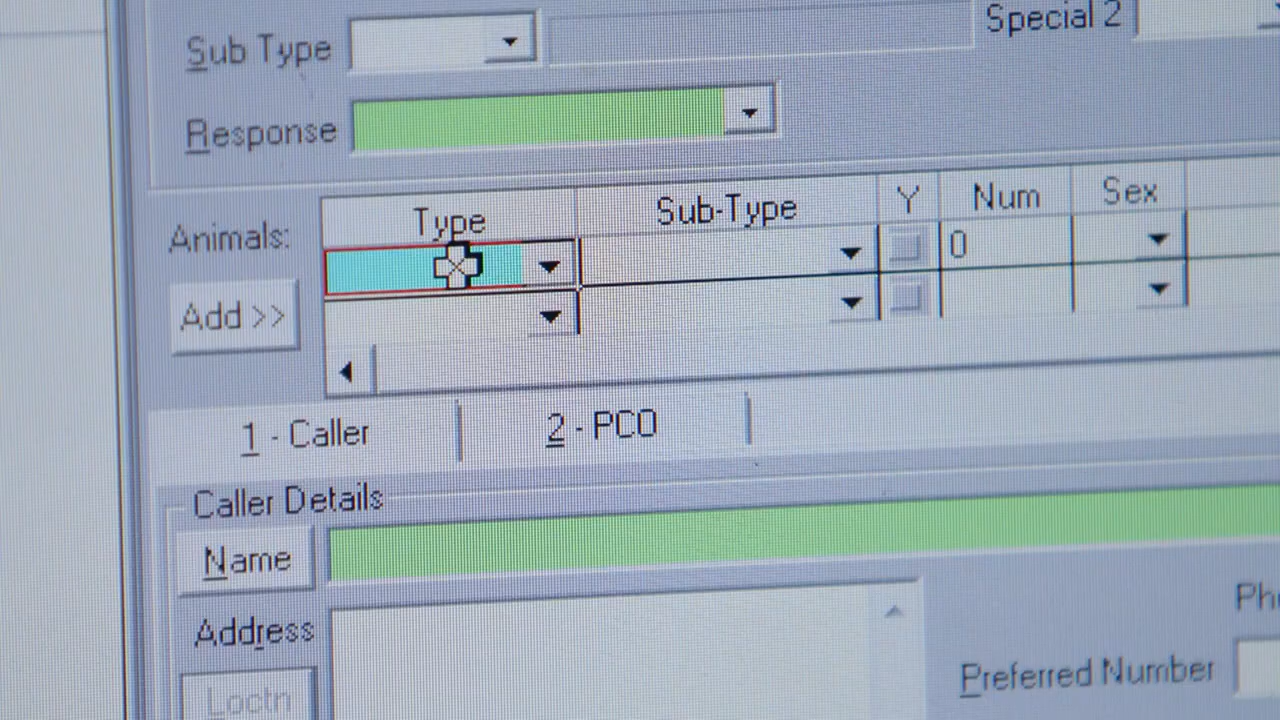 Sub Type
Special 2
Response
Animals:
Type Sub-Type Y Num Sex
0
Add >>
1 - Caller 2 - PCO
Caller Details
Name
Address
Preferred Number
Loctn